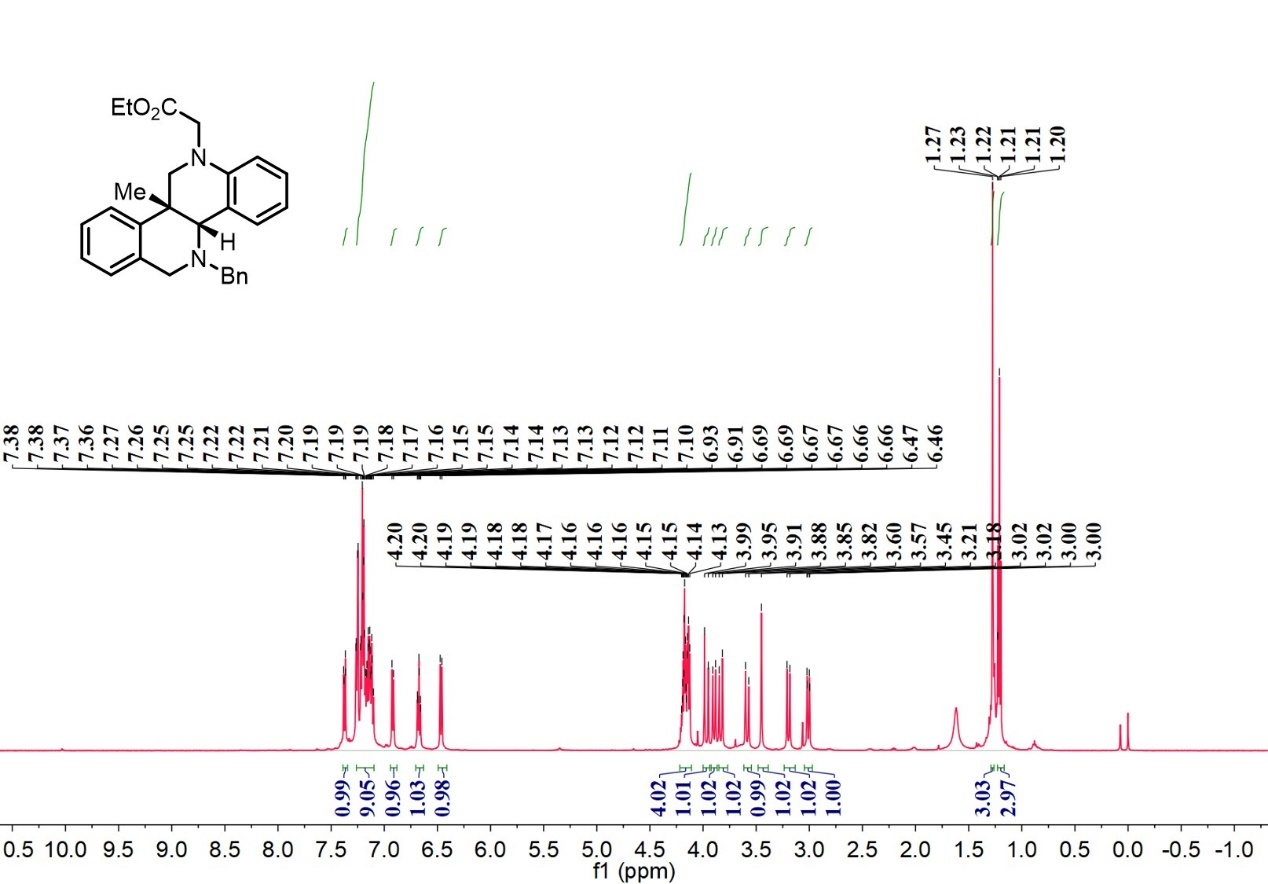 EtO₂C
N
Me
H
N
Bn
1.27 1.23 1.22 1.21 1.21 1.20
7.38 7.38 7.37 7.36 7.27 7.26 7.25 7.25 7.22 7.22 7.21 7.20 7.19 7.19 7.19 7.18 7.17 7.16 7.15 7.15 7.14 7.14 7.13 7.13 7.12 7.12 7.11 7.10 6.93 6.91 6.69 6.69 6.67 6.67 6.66 6.66 6.47 6.46
4.20 4.20 4.19 4.19 4.18 4.18 4.17 4.16 4.16 4.16 4.15 4.15 4.14 4.13 3.99 3.95 3.91 3.88 3.85 3.82 3.60 3.57 3.45 3.21 3.18 3.02 3.02 3.00 3.00
0.99 9.05 0.96 1.03 0.98 4.02 1.01 1.02 1.02 0.99 1.02 1.02 1.00 3.03 2.97
0.5 10.0 9.5 9.0 8.5 8.0 7.5 7.0 6.5 6.0 5.5 5.0 4.5 4.0 3.5 3.0 2.5 2.0 1.5 1.0 0.5 0.0 -0.5 -1.0
f1 (ppm)